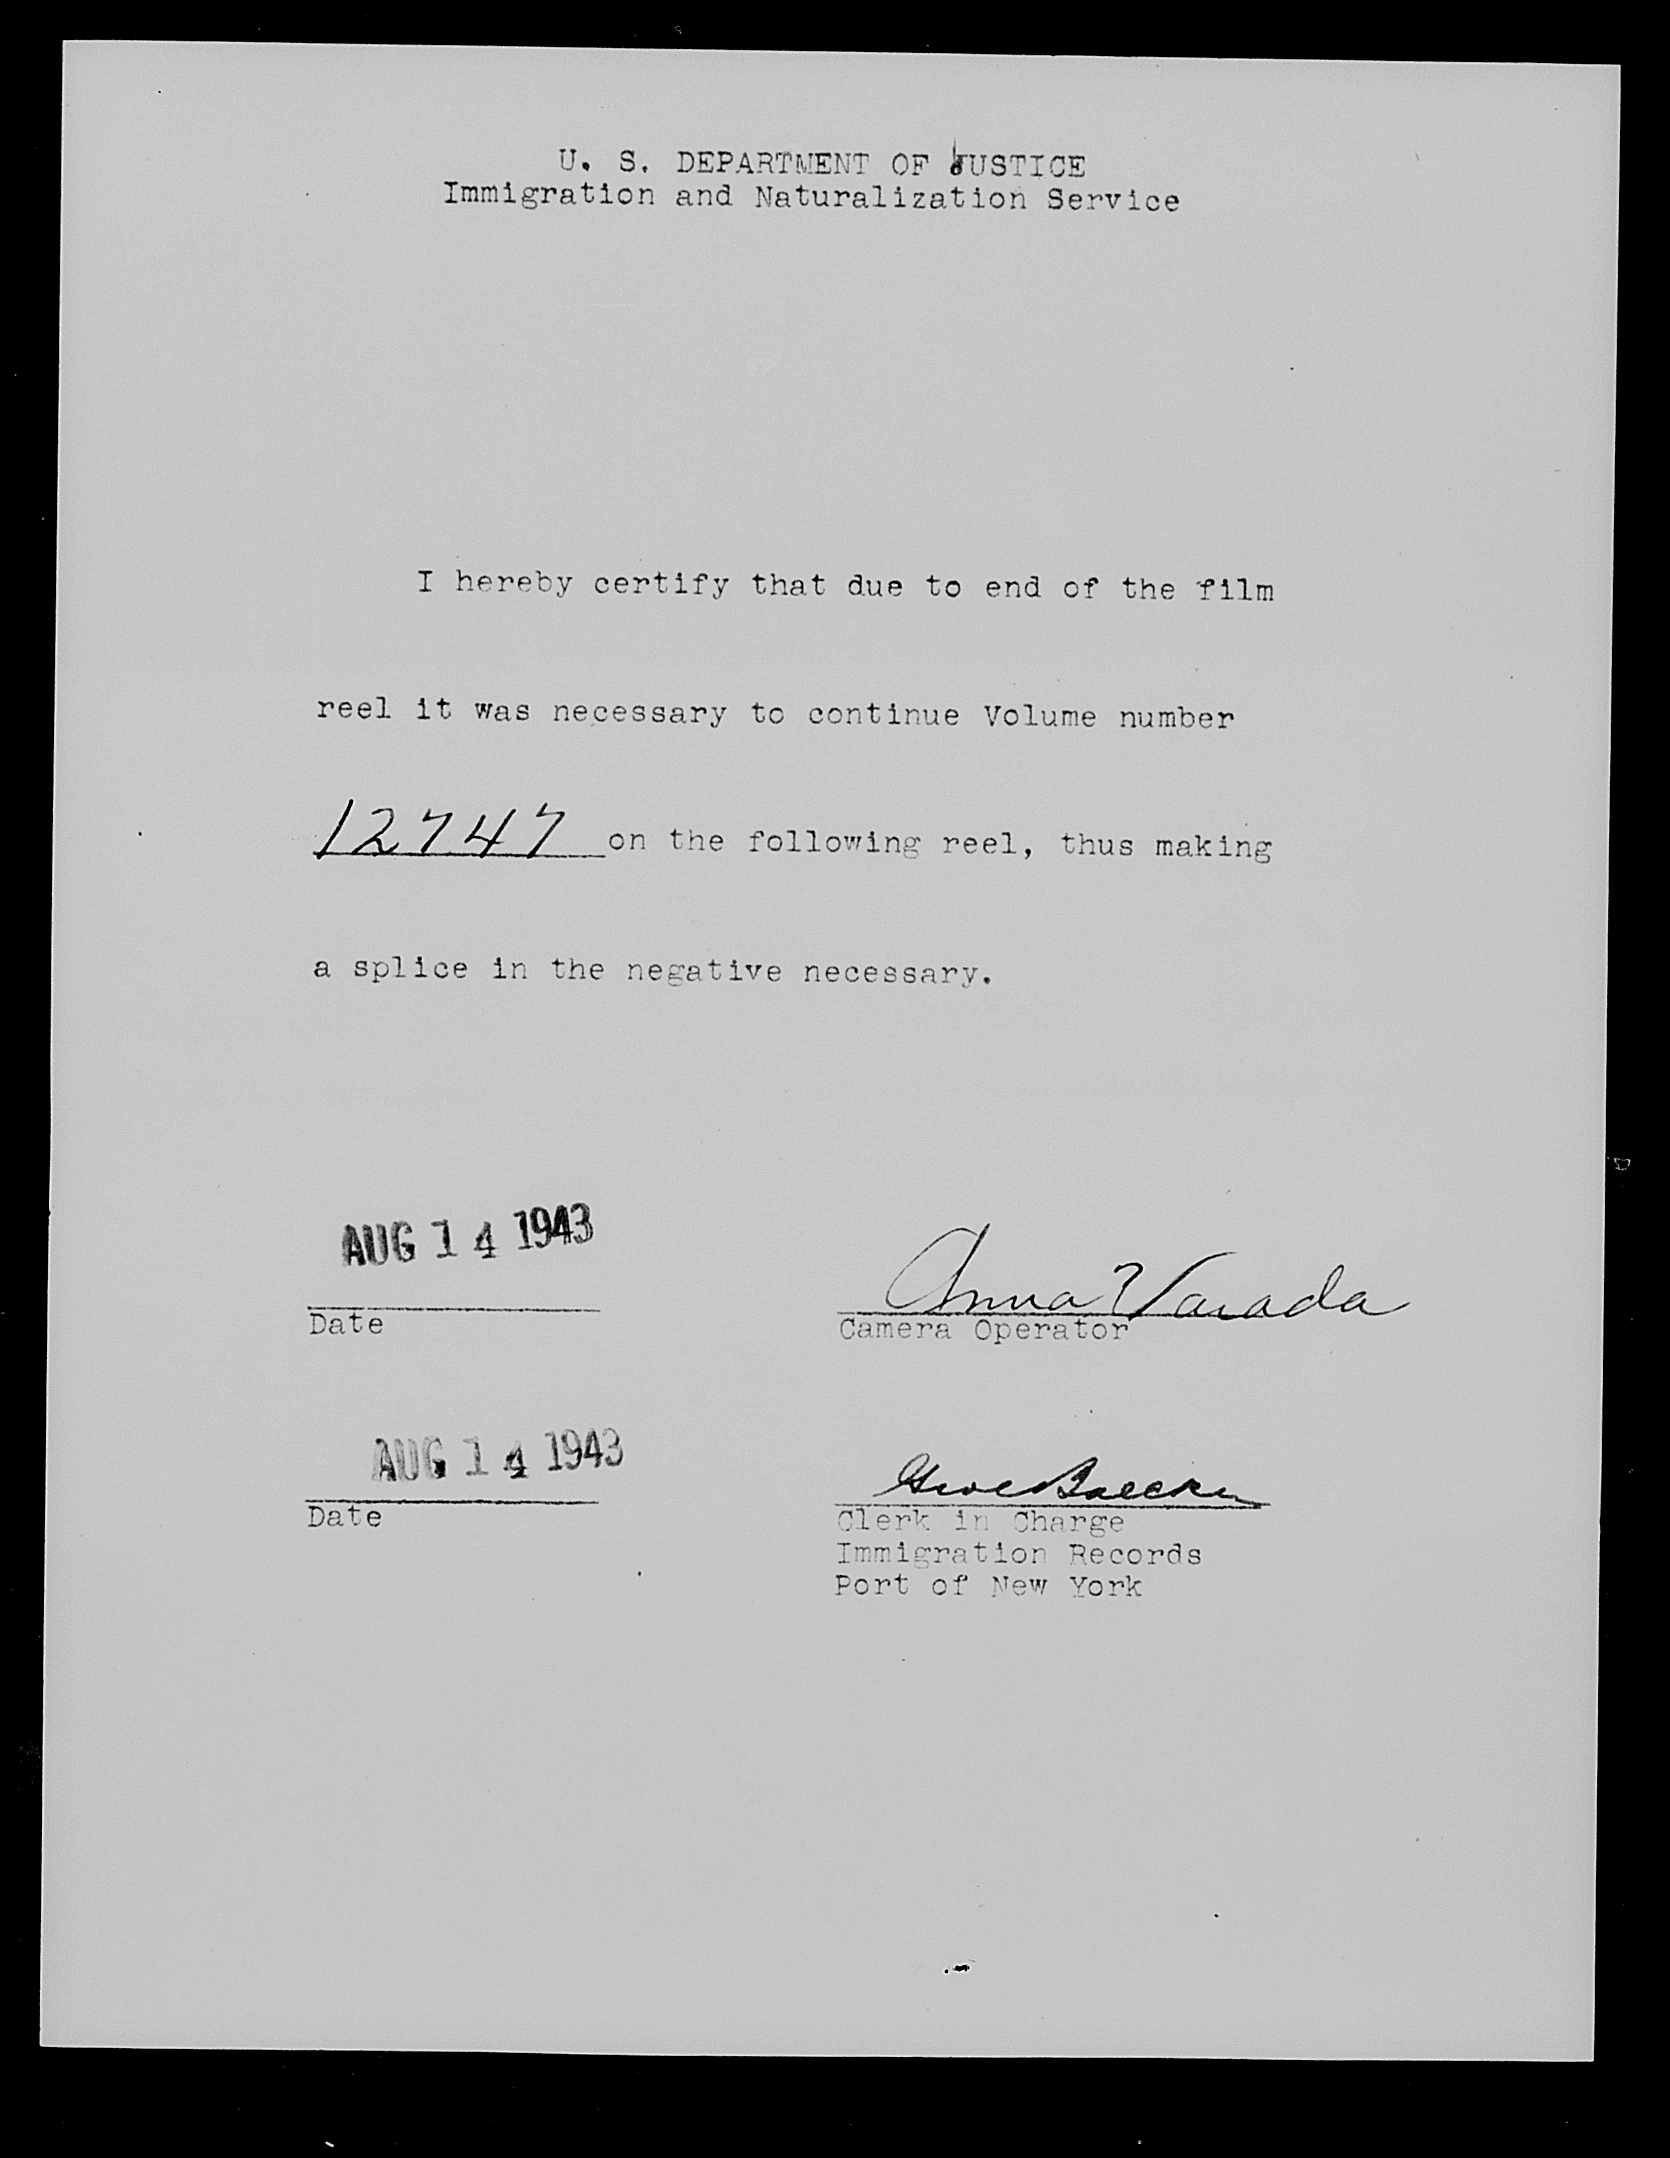 U. S. DEPARTMENT OF JUSTICE
Immigration and Naturalization Service
I hereby certify that due to end of the film
reel it was necessary to continue Volume number
12747 on the following reel, thus making
a splice in the negative necessary.
AUG 14 1943
Anna Varada
Date
Camera Operator
AUG 14 1943
Date
Clerk in Charge
Immigration Records
Port of New York